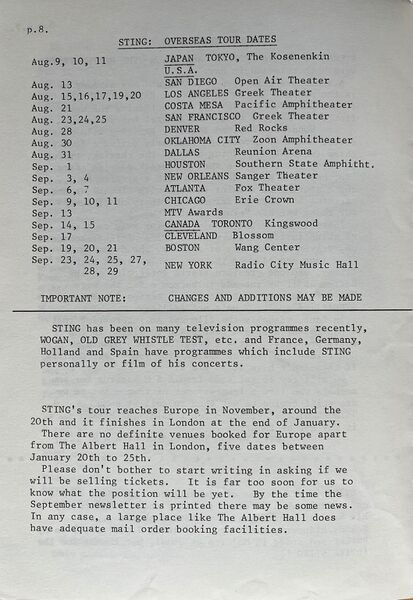 p.8.
STING: OVERSEAS TOUR DATES
Aug.9, 10, 11 JAPAN TOKYO, The Kosenenkin
U.S.A.
Aug. 13 SAN DIEGO Open Air Theater
Aug. 15,16,17,19,20 LOS ANGELES Greek Theater
Aug. 21 COSTA MESA Pacific Amphitheater
Aug. 23,24,25 SAN FRANCISCO Greek Theater
Aug. 28 DENVER Red Rocks
Aug. 30 OKLAHOMA CITY Zoon Amphitheater
Aug. 31 DALLAS Reunion Arena
Sep. 1 HOUSTON Southern State Amphitht.
Sep. 3, 4 NEW ORLEANS Sanger Theater
Sep. 6, 7 ATLANTA Fox Theater
Sep. 9, 10, 11 CHICAGO Erie Crown
Sep. 13 MTV Awards
Sep. 14, 15 CANADA TORONTO Kingswood
Sep. 17 CLEVELAND Blossom
Sep. 19, 20, 21 BOSTON Wang Center
Sep. 23, 24, 25, 27,
28, 29 NEW YORK Radio City Music Hall
IMPORTANT NOTE: CHANGES AND ADDITIONS MAY BE MADE
STING has been on many television programmes recently,
WOGAN, OLD GREY WHISTLE TEST, etc. and France, Germany,
Holland and Spain have programmes which include STING
personally or film of his concerts.
STING's tour reaches Europe in November, around the
20th and it finishes in London at the end of January.
There are no definite venues booked for Europe apart
from The Albert Hall in London, five dates between
January 20th to 25th.
Please don't bother to start writing in asking if we
will be selling tickets. It is far too soon for us to
know what the position will be yet. By the time the
September newsletter is printed there may be some news.
In any case, a large place like The Albert Hall does
have adequate mail order booking facilities.